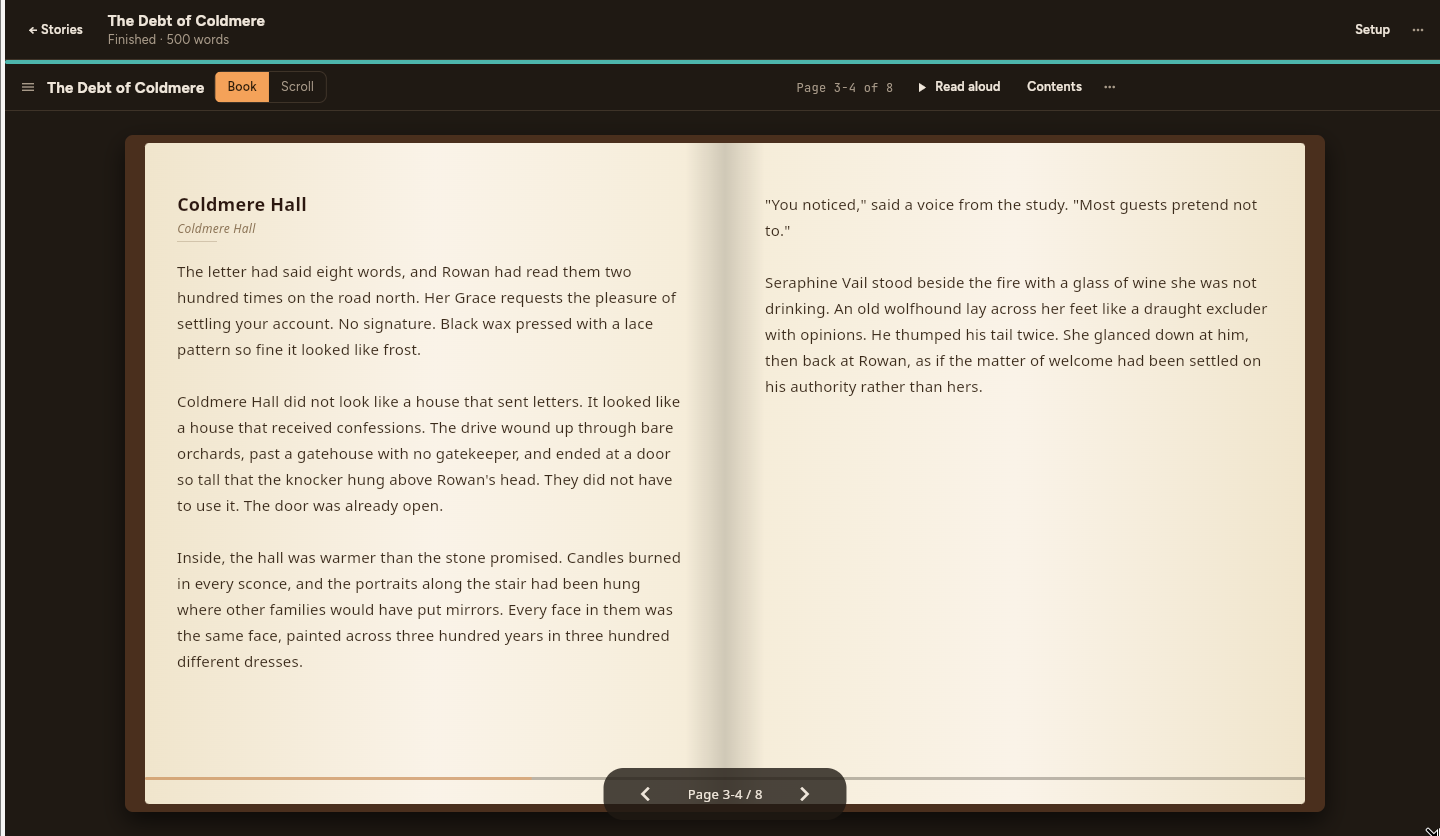 ← Stories
The Debt of Coldmere
Finished · 500 words
Setup
The Debt of Coldmere
Book
Scroll
Page 3-4 of 8
Read aloud
Contents
Coldmere Hall
Coldmere Hall
The letter had said eight words, and Rowan had read them two
hundred times on the road north. Her Grace requests the pleasure of
settling your account. No signature. Black wax pressed with a lace
pattern so fine it looked like frost.
Coldmere Hall did not look like a house that sent letters. It looked like
a house that received confessions. The drive wound up through bare
orchards, past a gatehouse with no gatekeeper, and ended at a door
so tall that the knocker hung above Rowan's head. They did not have
to use it. The door was already open.
Inside, the hall was warmer than the stone promised. Candles burned
in every sconce, and the portraits along the stair had been hung
where other families would have put mirrors. Every face in them was
the same face, painted across three hundred years in three hundred
different dresses.
"You noticed," said a voice from the study. "Most guests pretend not
to."
Seraphine Vail stood beside the fire with a glass of wine she was not
drinking. An old wolfhound lay across her feet like a draught excluder
with opinions. He thumped his tail twice. She glanced down at him,
then back at Rowan, as if the matter of welcome had been settled on
his authority rather than hers.
Page 3-4 / 8